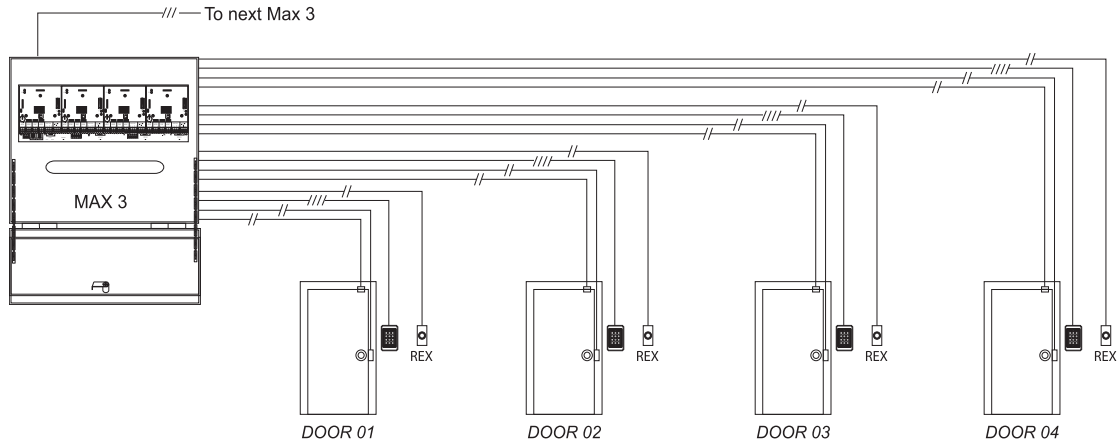 To next Max 3
MAX 3
REX
REX
REX
REX
DOOR 01
DOOR 02
DOOR 03
DOOR 04